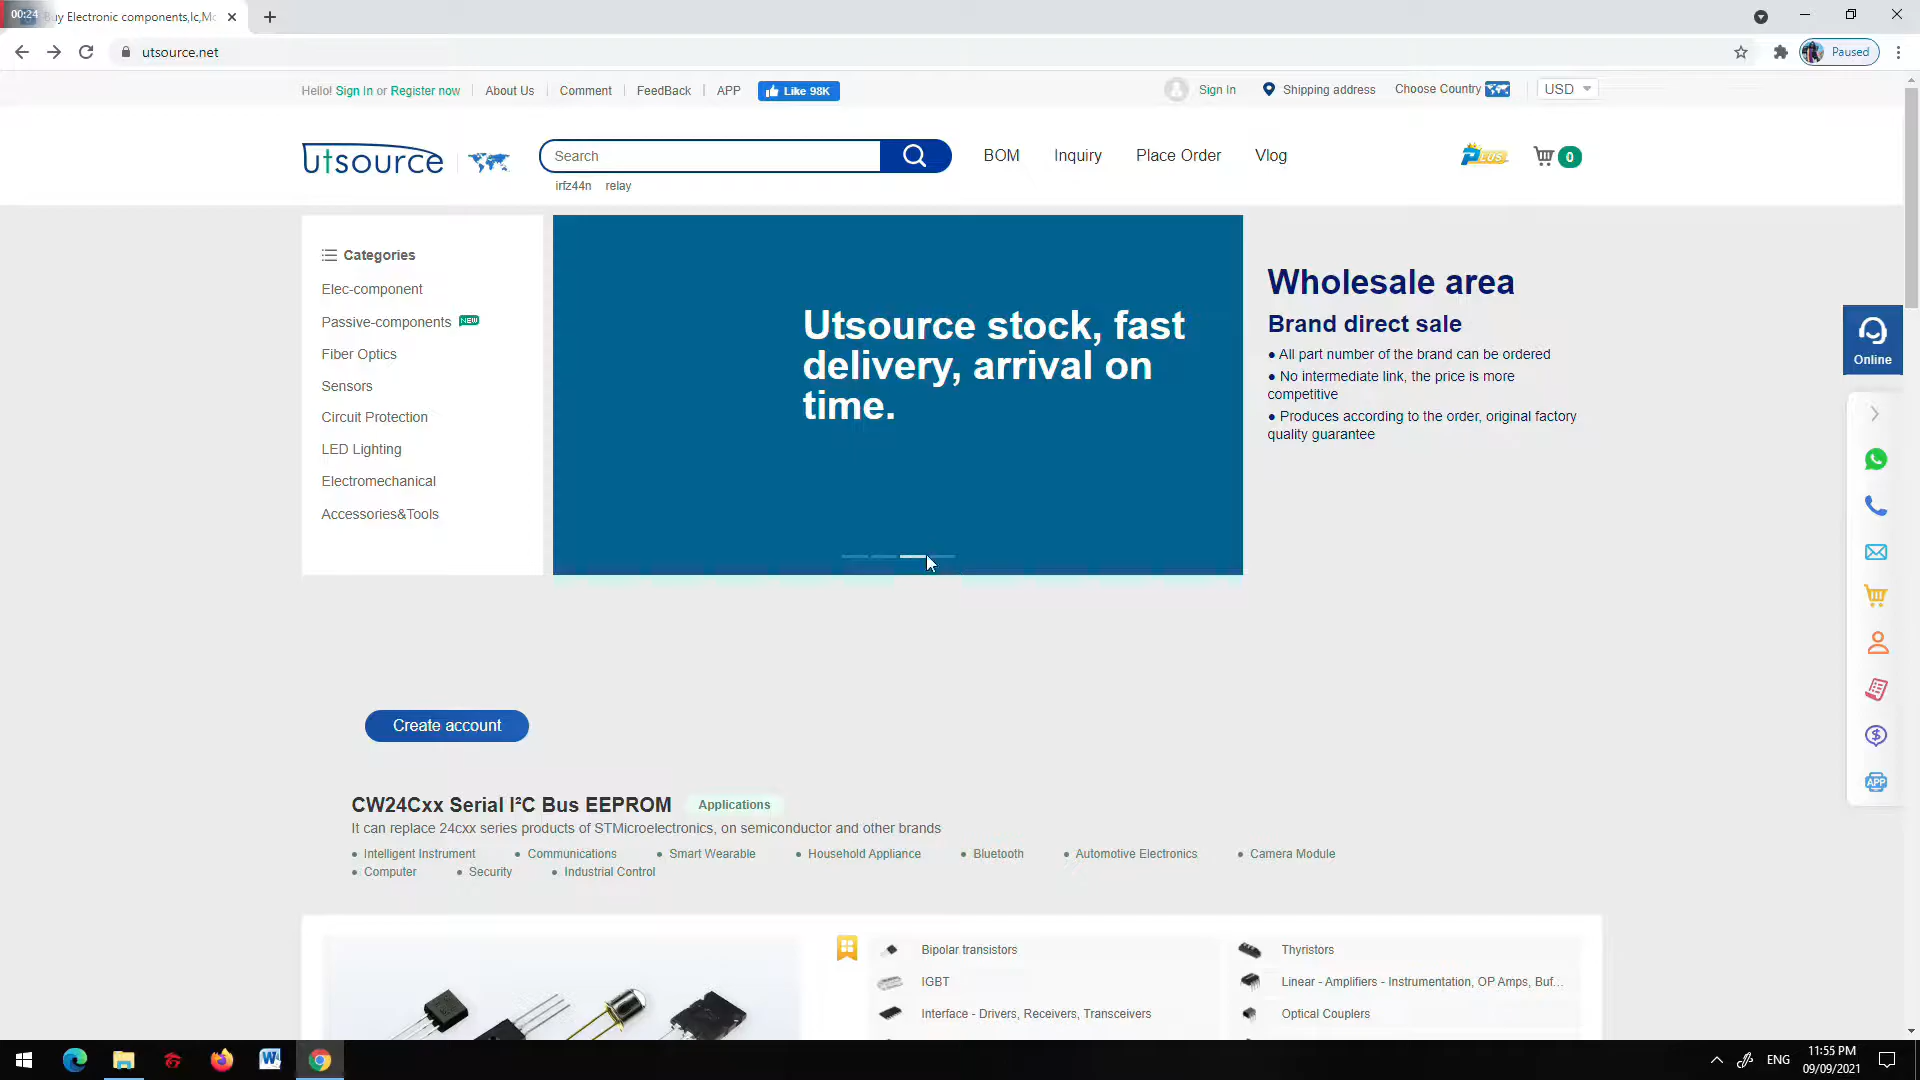 00:24
uy Electronic components,Ic,Mc
utsource.net
Paused
Hello! Sign In or Register now
About Us
Comment
FeedBack
APP
Like 98K
Sign In
Shipping address
Choose Country
USD
utsource
Search
BOM
Inquiry
Place Order
Vlog
PLUS
0
irfz44n relay
Categories
Elec-component
Passive-components NEW
Fiber Optics
Sensors
Circuit Protection
LED Lighting
Electromechanical
Accessories&Tools
Utsource stock, fast
delivery, arrival on
time.
Wholesale area
Brand direct sale
● All part number of the brand can be ordered
● No intermediate link, the price is more
competitive
● Produces according to the order, original factory
quality guarantee
Online
APP
Create account
CW24Cxx Serial I²C Bus EEPROM Applications
It can replace 24cxx series products of STMicroelectronics, on semiconductor and other brands
● Intelligent Instrument ● Communications ● Smart Wearable ● Household Appliance ● Bluetooth ● Automotive Electronics ● Camera Module
● Computer ● Security ● Industrial Control
Bipolar transistors
Thyristors
IGBT
Linear - Amplifiers - Instrumentation, OP Amps, Buf...
Interface - Drivers, Receivers, Transceivers
Optical Couplers
ENG
11:55 PM
09/09/2021